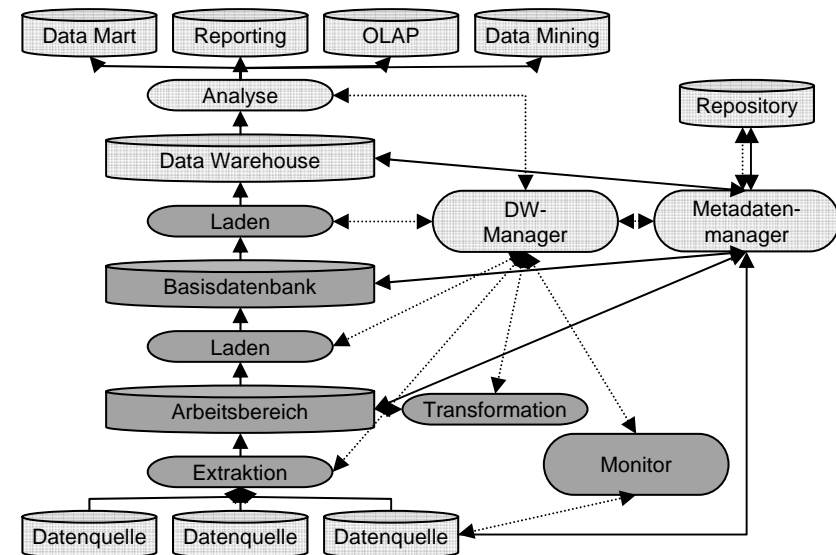 Data Mart
Reporting
OLAP
Data Mining
Analyse
Repository
Data Warehouse
Laden
DW-
Manager
Metadaten-
manager
Basisdatenbank
Laden
Arbeitsbereich
Transformation
Extraktion
Monitor
Datenquelle
Datenquelle
Datenquelle